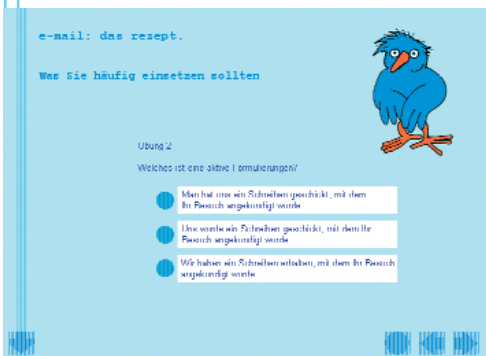 e-mail: das rezept.
Was Sie häufig einsetzen sollten
Übung 2
Welches ist eine aktive Formulierungen?
Man hat uns ein Schreiben geschickt, mit dem
Ihr Besuch angekündigt wurde
Uns wurde ein Schreiben geschickt, mit dem Ihr
Besuch angekündigt wurde
Wir haben ein Schreiben erhalten, mit dem Ihr Besuch
angekündigt wurde